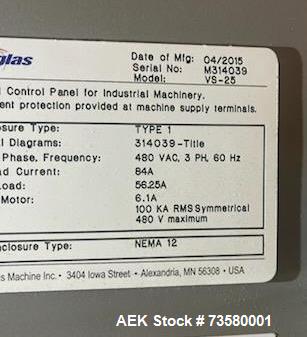 glas
Date of Mfg: 04/2015
Serial No: M314039
Model: VS-25
l Control Panel for Industrial Machinery.
ent protection provided at machine supply terminals.
osure Type: TYPE 1
l Diagrams: 314039-Title
Phase, Frequency: 480 VAC, 3 PH, 60 Hz
ad Current: 84A
Load: 56.25A
Motor: 6.1A
100 KA RMS Symmetrical
480 V maximum
nclosure Type: NEMA 12
s Machine Inc. • 3404 Iowa Street • Alexandria, MN 56308 • USA
AEK Stock # 73580001